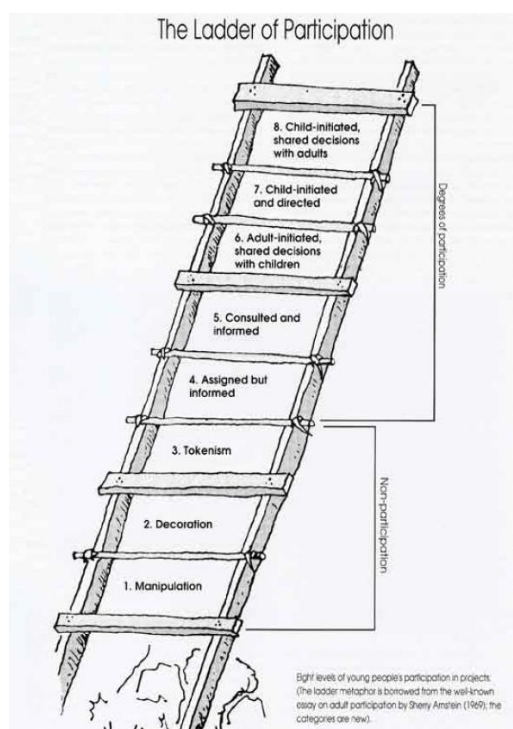 The Ladder of Participation
8. Child-initiated,
shared decisions
with adults
7. Child-initiated
and directed
6. Adult-initiated,
shared decisions
with children
5. Consulted and
informed
4. Assigned but
informed
3. Tokenism
2. Decoration
1. Manipulation
Degrees of participation
Non-participation
Eight levels of young people's participation in projects.
(The ladder metaphor is borrowed from the well-known
essay on adult participation by Sherry Arnstein (1969); the
categories are new).